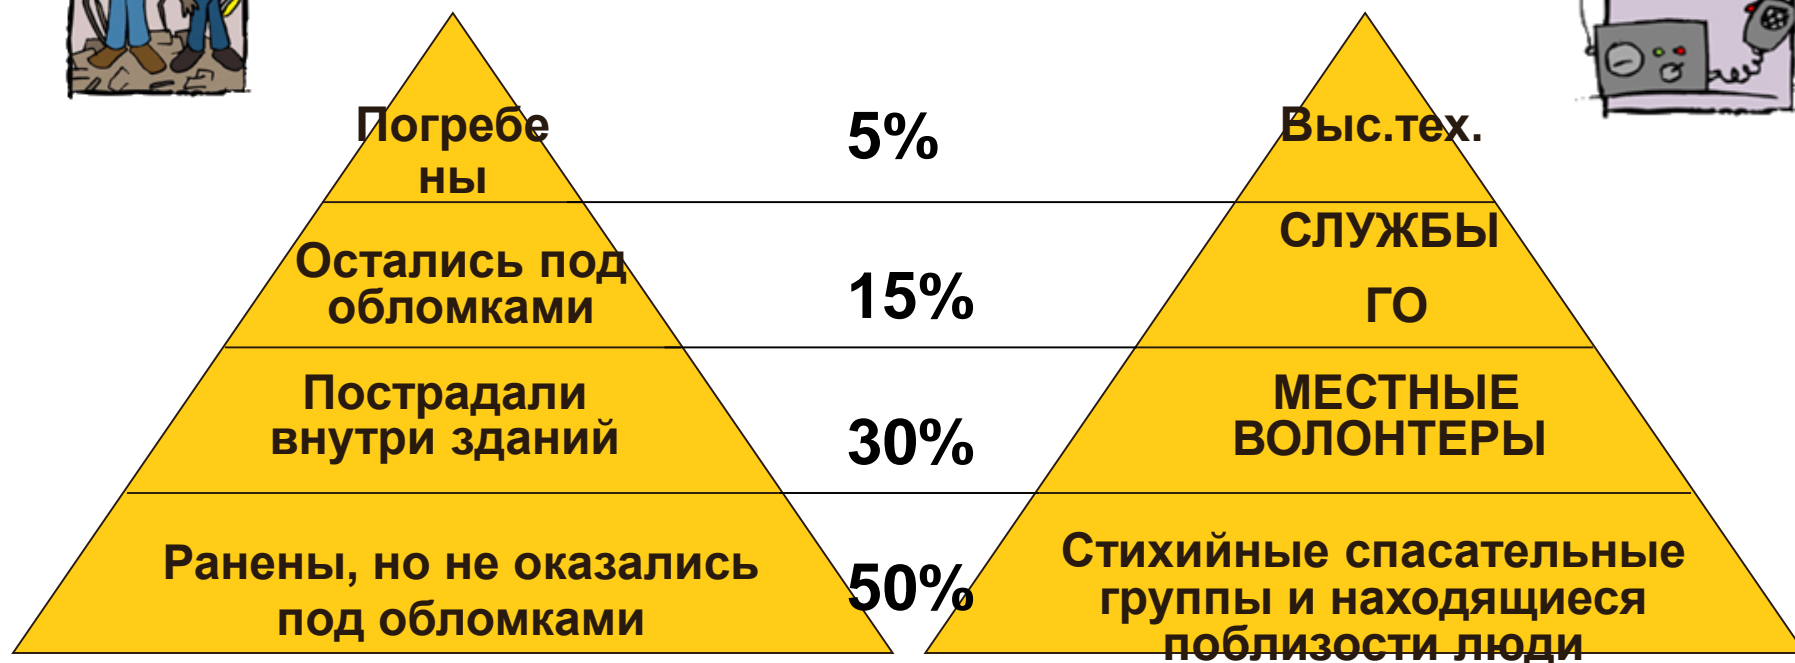 Погребе
ны
5%
Выс.тех.
Остались под
обломками
15%
СЛУЖБЫ
ГО
Пострадали
внутри зданий
30%
МЕСТНЫЕ
ВОЛОНТЕРЫ
Ранены, но не оказались
под обломками
50%
Стихийные спасательные
группы и находящиеся
поблизости люди